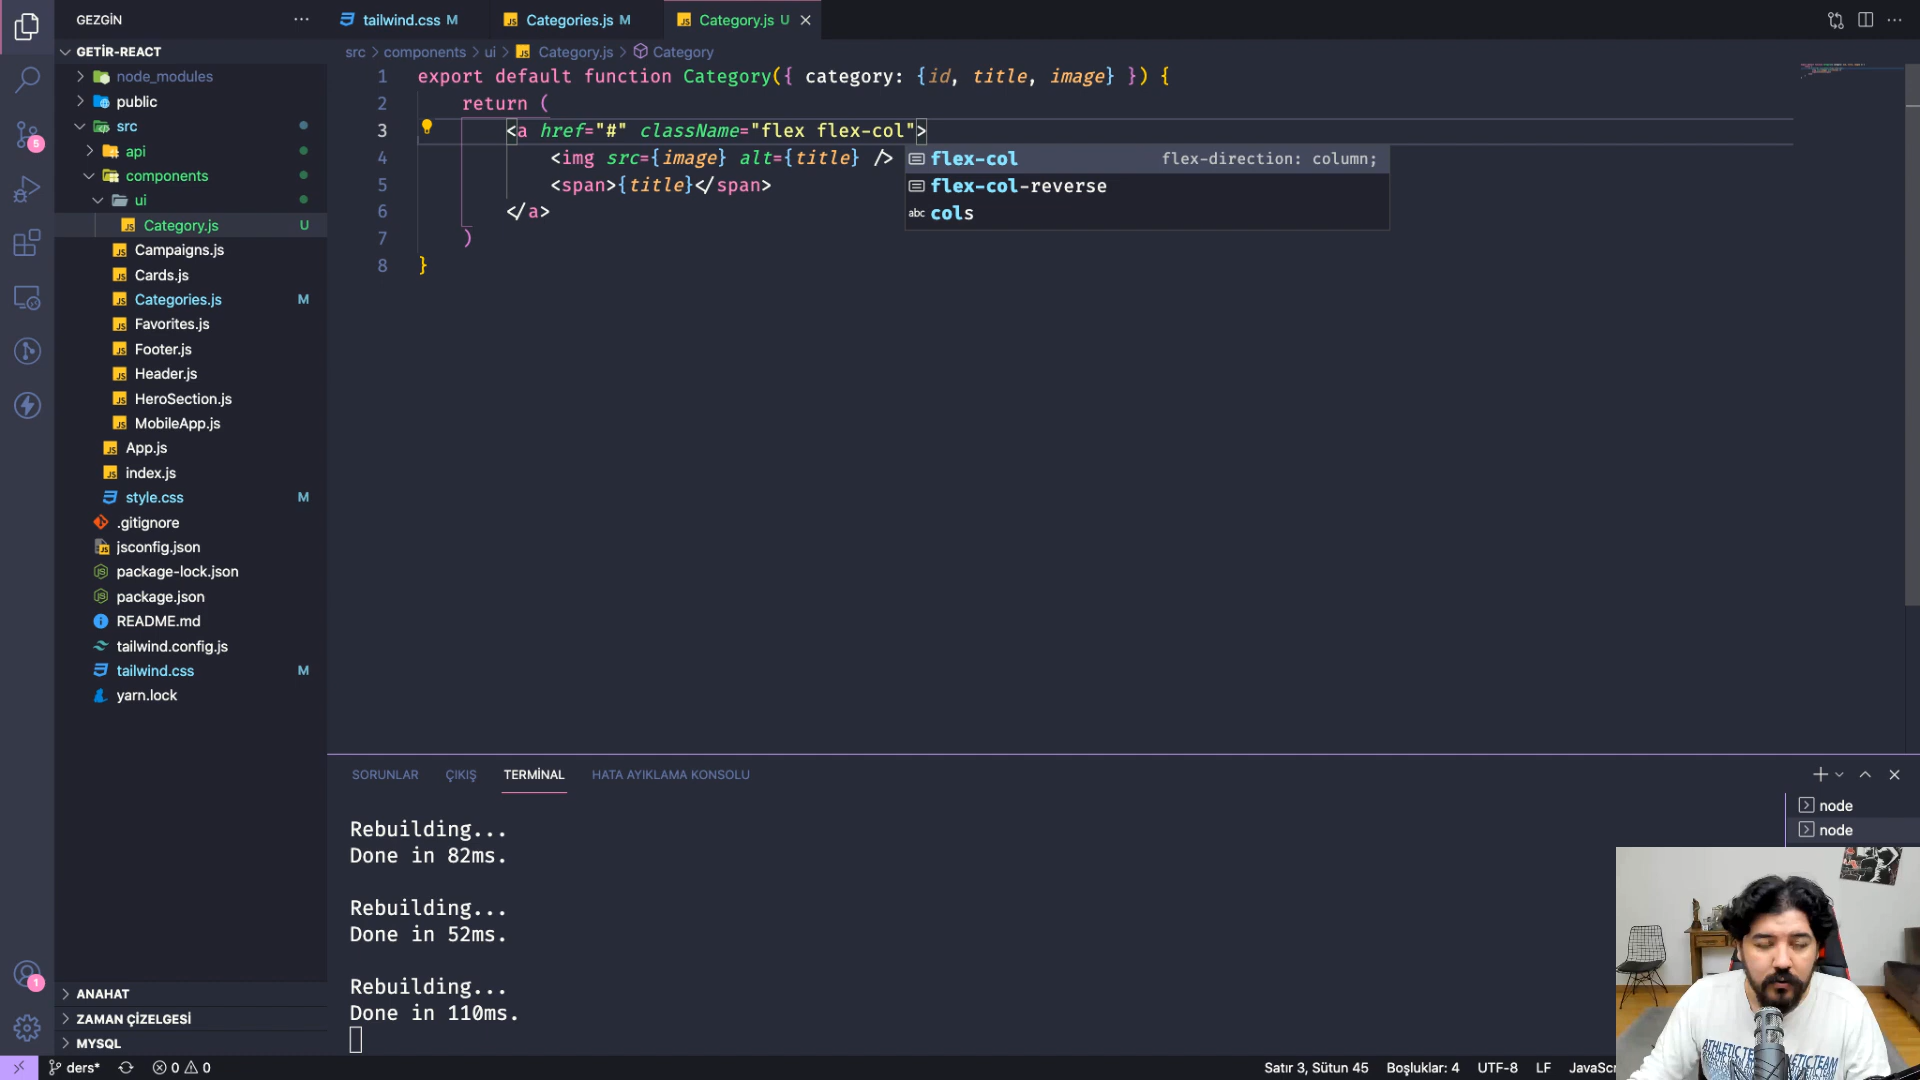 GEZGİN
GETİR-REACT
node_modules
public
src
api
components
ui
Category.js U
Campaigns.js
Cards.js
Categories.js M
Favorites.js
Footer.js
Header.js
HeroSection.js
MobileApp.js
App.js
index.js
style.css M
.gitignore
jsconfig.json
package-lock.json
package.json
README.md
tailwind.config.js
tailwind.css M
yarn.lock
ANAHAT
ZAMAN ÇİZELGESİ
MYSQL
5
1
tailwind.css M
Categories.js M
Category.js U
src > components > ui > Category.js > Category
1 export default function Category({ category: {id, title, image} }) {
2 return (
3 <a href="#" className="flex flex-col">
4 <img src={image} alt={title} />
5 <span>{title}</span>
6 </a>
7 )
8 }
flex-col flex-direction: column;
flex-col-reverse
abc cols
SORUNLAR ÇIKIŞ TERMİNAL HATA AYIKLAMA KONSOLU
Rebuilding...
Done in 82ms.
Rebuilding...
Done in 52ms.
Rebuilding...
Done in 110ms.
node
node
ders* 0 0
Satır 3, Sütun 45 Boşluklar: 4 UTF-8 LF JavaScr
ATHLETIC